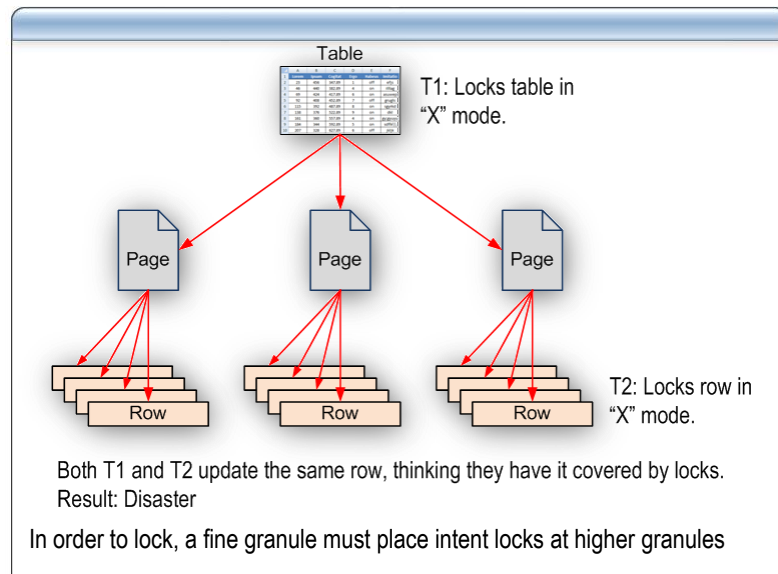 Table
T1: Locks table in
“X” mode.
Page
Page
Page
Row
Row
Row
T2: Locks row in
“X” mode.
Both T1 and T2 update the same row, thinking they have it covered by locks.
Result: Disaster
In order to lock, a fine granule must place intent locks at higher granules